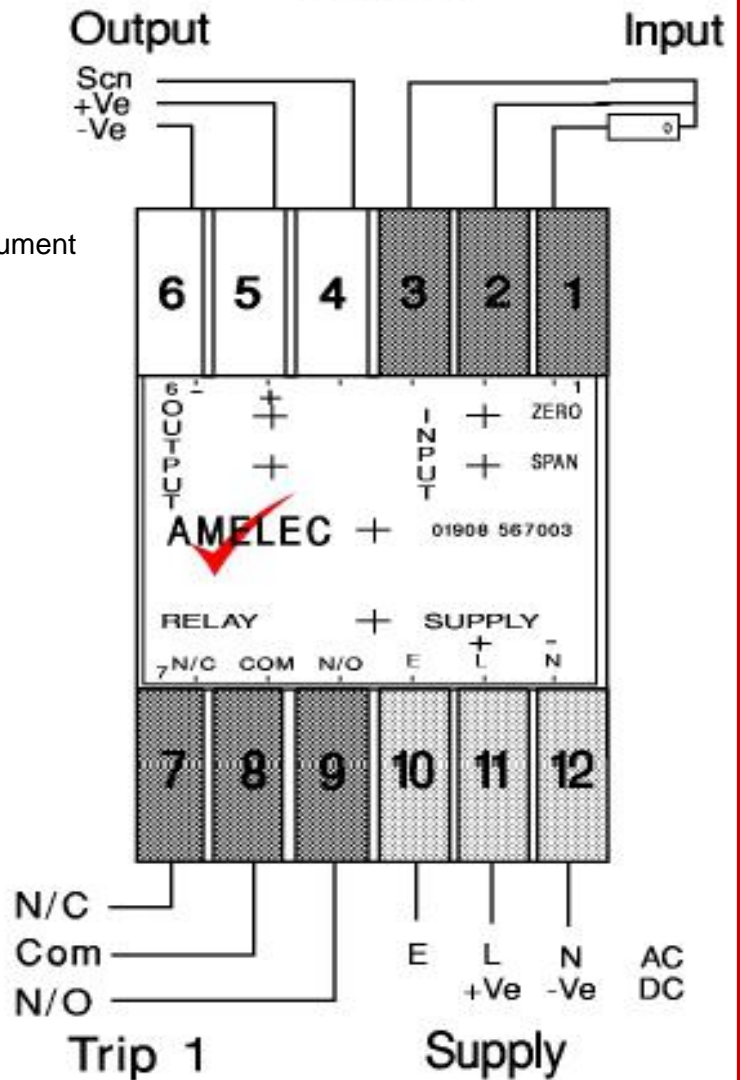 Output Input
Scn
+Ve
-Ve
ument
6 5 4 3 2 1
6 - + 1
OUTPUT
INPUT
ZERO
SPAN
AMELEC 01908 567003
RELAY SUPPLY
+ -
7 N/C COM N/O E L N
7 8 9 10 11 12
N/C
Com
N/O
E L N AC
+Ve -Ve DC
Trip 1 Supply